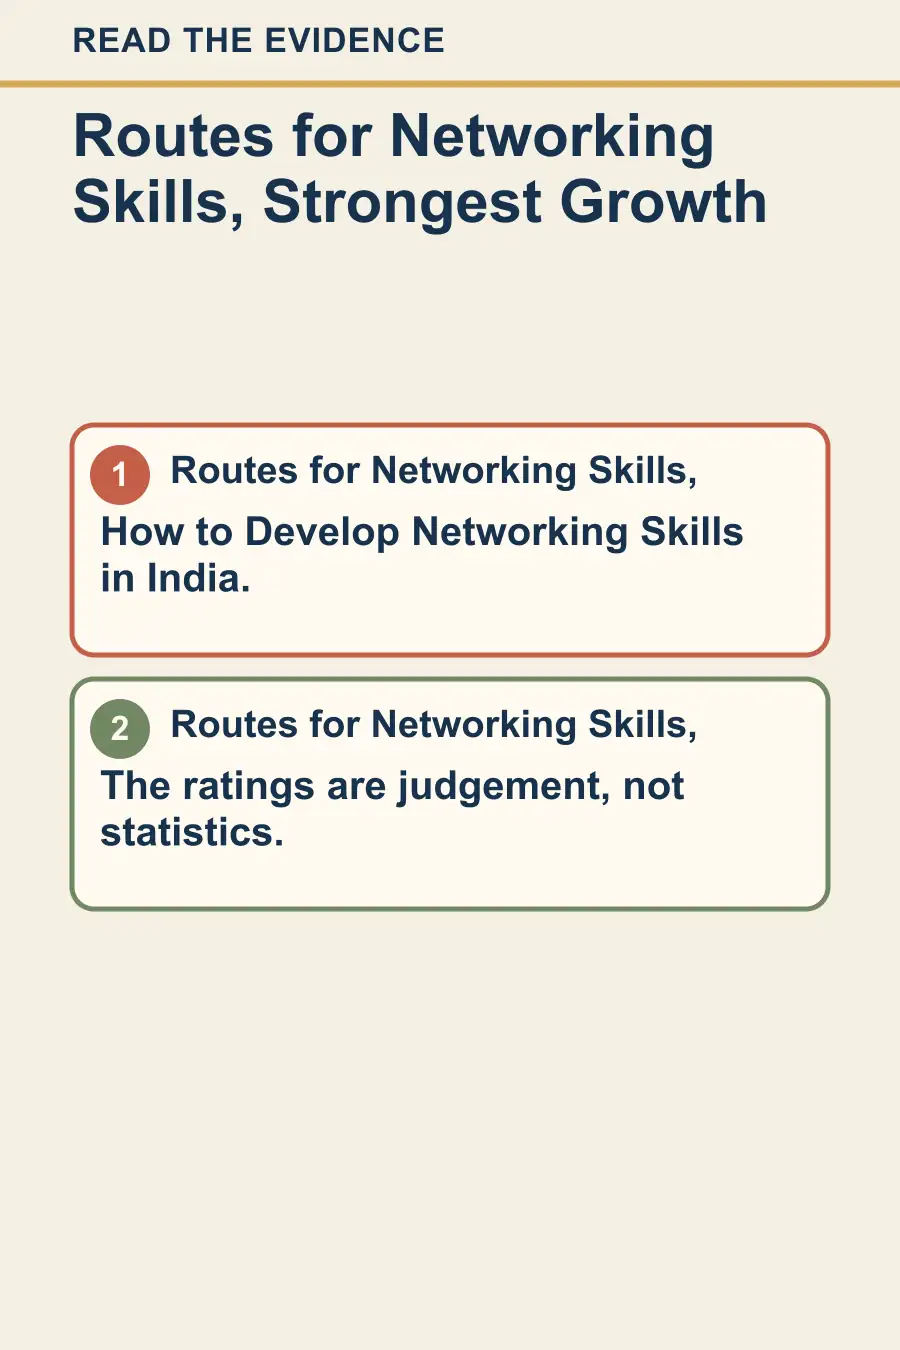 READ THE EVIDENCE
Routes for Networking
Skills, Strongest Growth
1 Routes for Networking Skills,
How to Develop Networking Skills
in India.
2 Routes for Networking Skills,
The ratings are judgement, not
statistics.